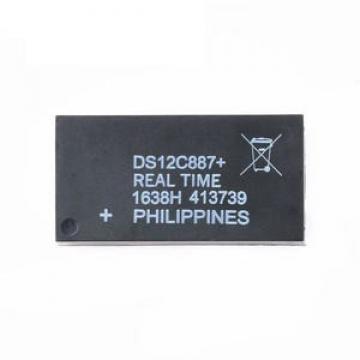 DS12C887+
REAL TIME
1638H 413739
+ PHILIPPINES